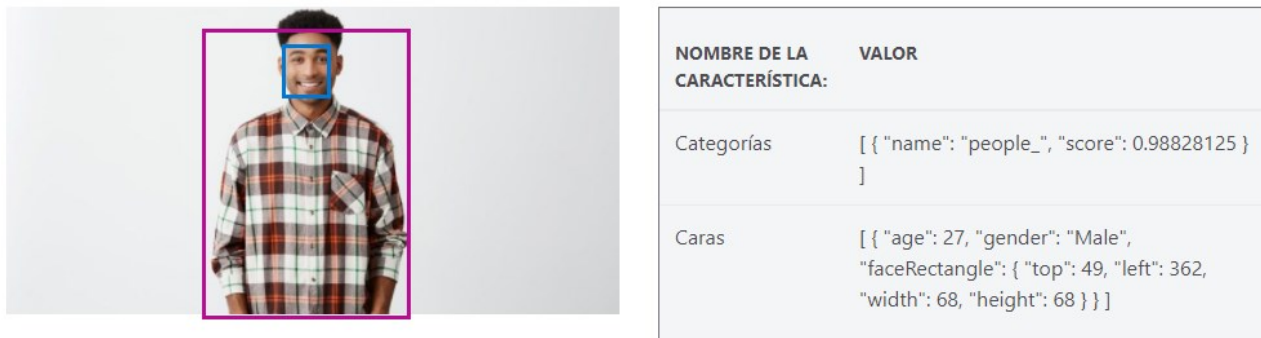 NOMBRE DE LA VALOR
CARACTERÍSTICA:
Categorías [ { "name": "people_", "score": 0.98828125 }
]
Caras [ { "age": 27, "gender": "Male",
"faceRectangle": { "top": 49, "left": 362,
"width": 68, "height": 68 } } ]